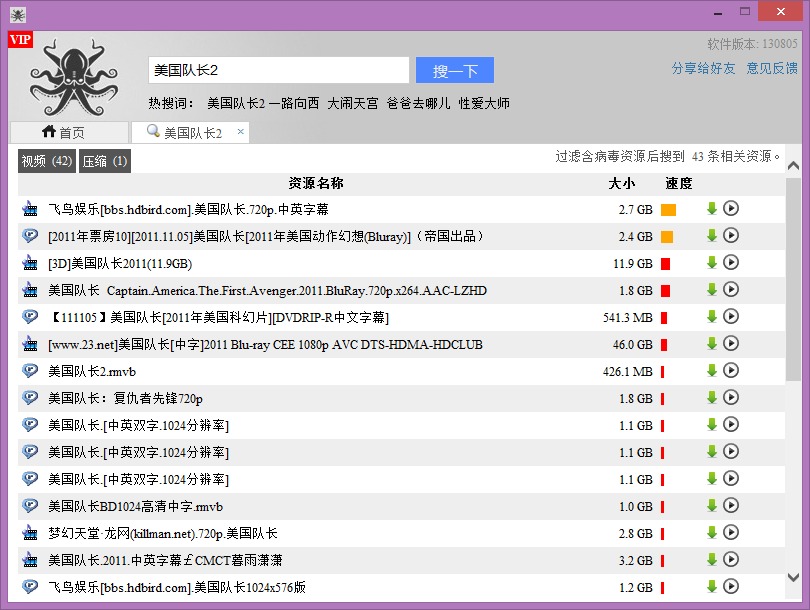 VIP
软件版本: 130805
美国队长2
搜一下
分享给好友 意见反馈
热搜词： 美国队长2 一路向西 大闹天宫 爸爸去哪儿 性爱大师
首页
美国队长2 ×
视频 (42) 压缩 (1)
过滤含病毒资源后搜到 43 条相关资源。
资源名称 大小 速度
飞鸟娱乐[bbs.hdbird.com].美国队长.720p.中英字幕 2.7 GB
[2011年票房10][2011.11.05]美国队长[2011年美国动作幻想(Bluray)]（帝国出品） 2.4 GB
[3D]美国队长2011(11.9GB) 11.9 GB
美国队长 Captain.America.The.First.Avenger.2011.BluRay.720p.x264.AAC-LZHD 1.8 GB
【111105】美国队长[2011年美国科幻片][DVDRIP-R中文字幕] 541.3 MB
[www.23.net]美国队长[中字]2011 Blu-ray CEE 1080p AVC DTS-HDMA-HDCLUB 46.0 GB
美国队长2.rmvb 426.1 MB
美国队长：复仇者先锋720p 1.8 GB
美国队长.[中英双字.1024分辨率] 1.1 GB
美国队长.[中英双字.1024分辨率] 1.1 GB
美国队长.[中英双字.1024分辨率] 1.1 GB
美国队长BD1024高清中字.rmvb 1.0 GB
梦幻天堂·龙网(killman.net).720p.美国队长 2.8 GB
美国队长.2011.中英字幕￡CMCT暮雨潇潇 3.2 GB
飞鸟娱乐[bbs.hdbird.com].美国队长1024x576版 1.2 GB